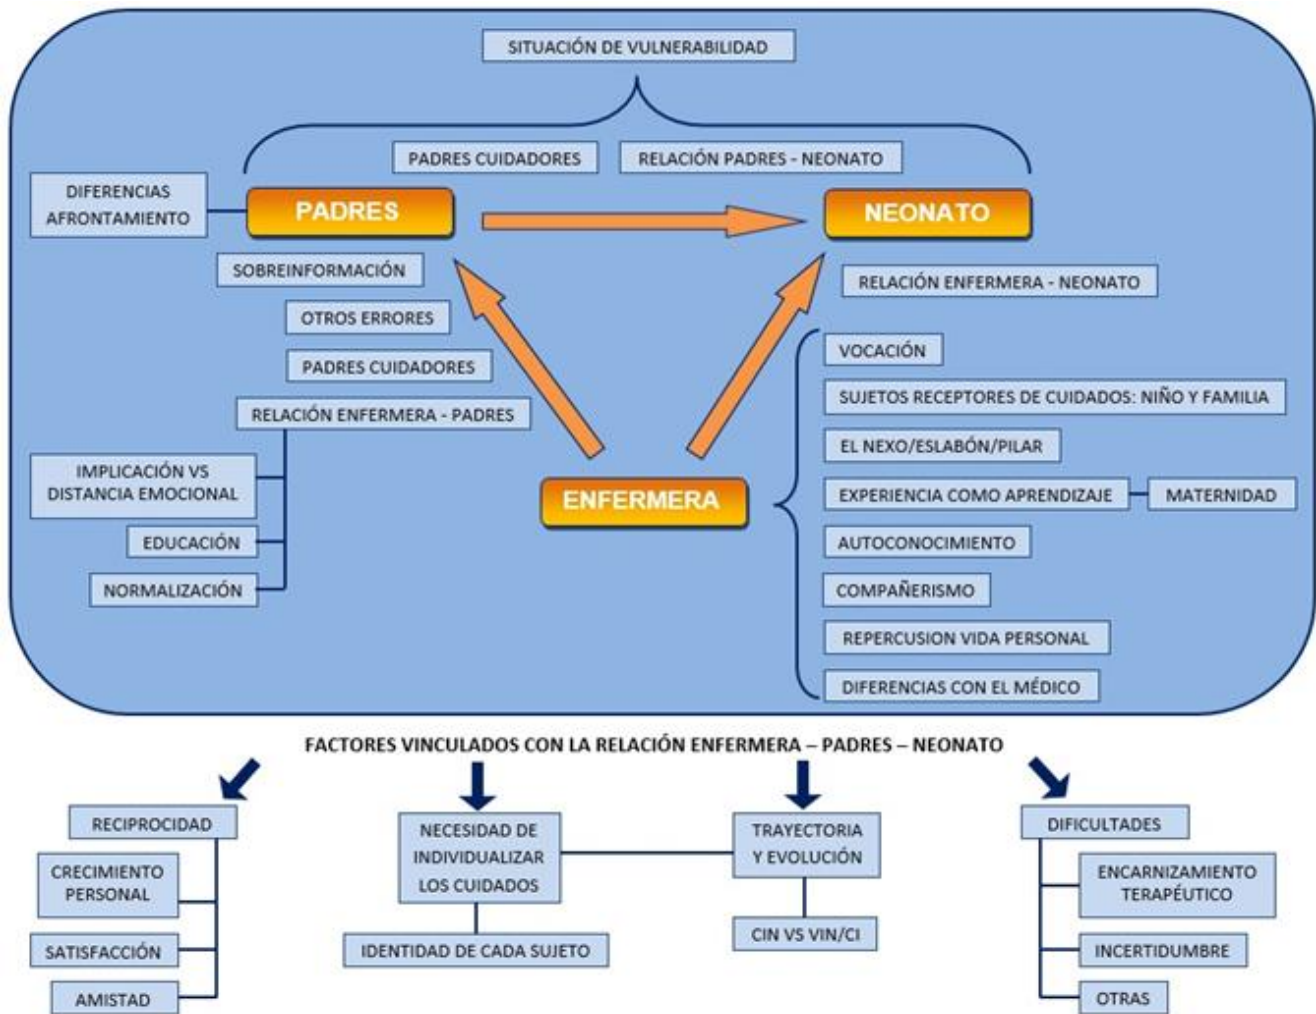 SITUACIÓN DE VULNERABILIDAD
PADRES CUIDADORES
RELACIÓN PADRES - NEONATO
DIFERENCIAS
AFRONTAMIENTO
PADRES
NEONATO
SOBREINFORMACIÓN
OTROS ERRORES
PADRES CUIDADORES
RELACIÓN ENFERMERA - PADRES
IMPLICACIÓN VS
DISTANCIA EMOCIONAL
EDUCACIÓN
NORMALIZACIÓN
ENFERMERA
RELACIÓN ENFERMERA - NEONATO
VOCACIÓN
SUJETOS RECEPTORES DE CUIDADOS: NIÑO Y FAMILIA
EL NEXO/ESLABÓN/PILAR
EXPERIENCIA COMO APRENDIZAJE
MATERNIDAD
AUTOCONOCIMIENTO
COMPAÑERISMO
REPERCUSION VIDA PERSONAL
DIFERENCIAS CON EL MÉDICO
FACTORES VINCULADOS CON LA RELACIÓN ENFERMERA – PADRES – NEONATO
RECIPROCIDAD
CRECIMIENTO
PERSONAL
SATISFACCIÓN
AMISTAD
NECESIDAD DE
INDIVIDUALIZAR
LOS CUIDADOS
IDENTIDAD DE CADA SUJETO
TRAYECTORIA
Y EVOLUCIÓN
CIN VS VIN/CI
DIFICULTADES
ENCARNIZAMIENTO
TERAPÉUTICO
INCERTIDUMBRE
OTRAS